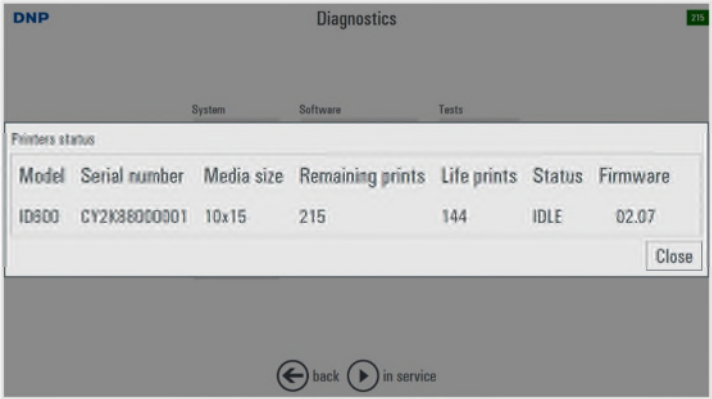 DNP Diagnostics 215
System Software Tests
Printers status
Model Serial number Media size Remaining prints Life prints Status Firmware
ID600 CY2K88000001 10x15 215 144 IDLE 02.07
Close
back in service